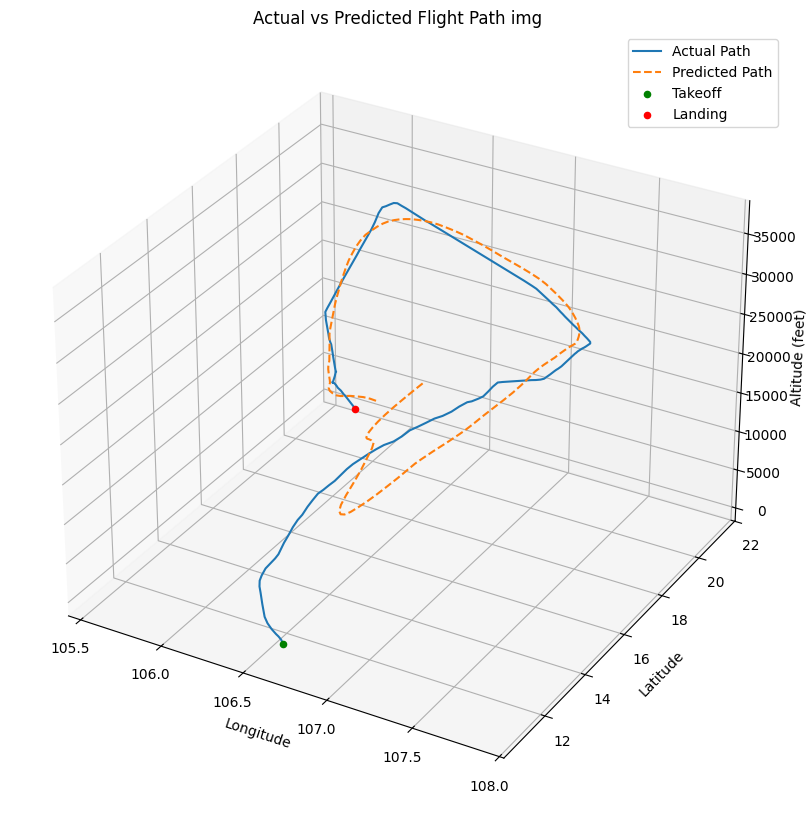 Actual vs Predicted Flight Path img
Actual Path
Predicted Path
Takeoff
Landing
35000
30000
25000
20000
15000
10000
5000
0
Altitude (feet)
22
20
18
16
14
12
Latitude
105.5
106.0
106.5
107.0
107.5
108.0
Longitude